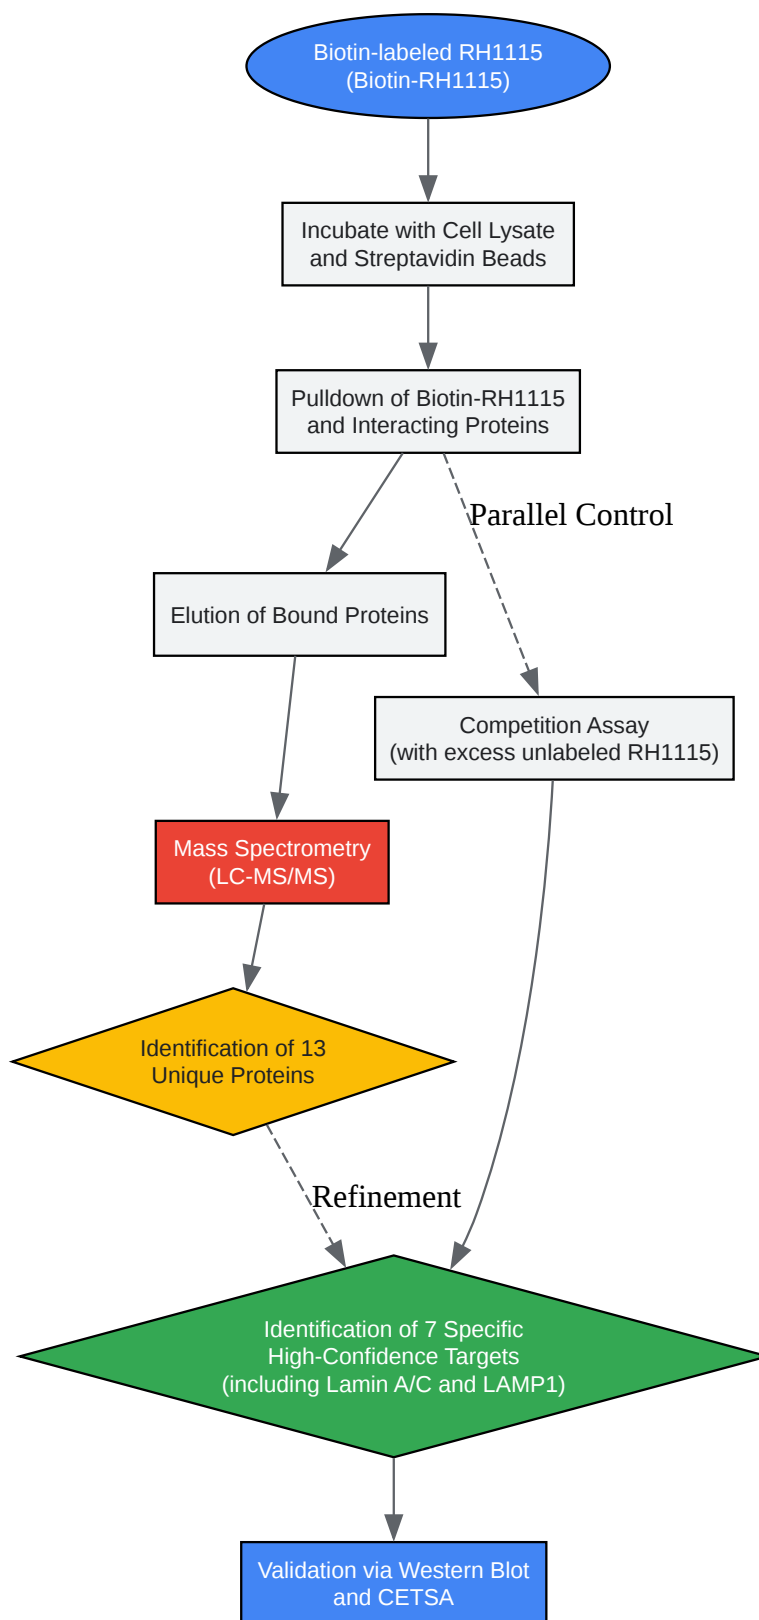 Biotin-labeled RH1115
(Biotin-RH1115)
Incubate with Cell Lysate
and Streptavidin Beads
Pulldown of Biotin-RH1115
and Interacting Proteins
Parallel Control
Elution of Bound Proteins
Competition Assay
(with excess unlabeled RH1115)
Mass Spectrometry
(LC-MS/MS)
Identification of 13
Unique Proteins
Refinement
Identification of 7 Specific
High-Confidence Targets
(including Lamin A/C and LAMP1)
Validation via Western Blot
and CETSA